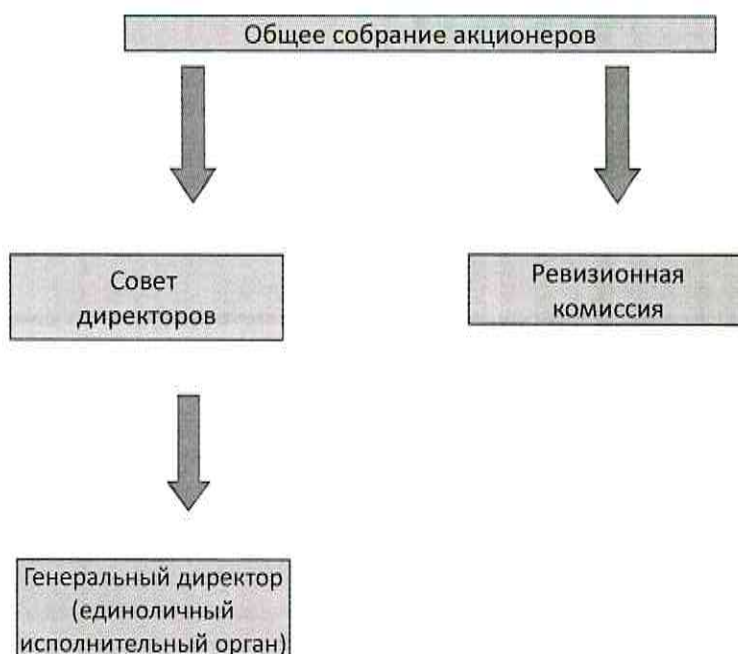 Общее собрание акционеров
Совет
директоров
Ревизионная
комиссия
Генеральный директор
(единоличный
исполнительный орган)